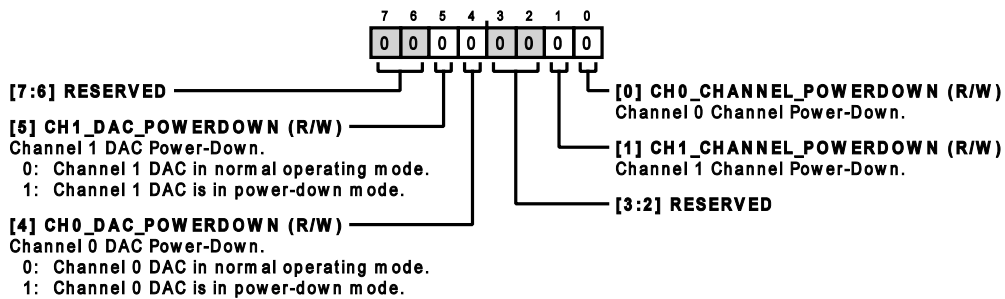 7 6 5 4 3 2 1 0
0 0 0 0 0 0 0 0
[7:6] RESERVED
[5] CH1_DAC_POWERDOWN (R/W)
Channel 1 DAC Power-Down.
0: Channel 1 DAC in normal operating mode.
1: Channel 1 DAC is in power-down mode.
[4] CH0_DAC_POWERDOWN (R/W)
Channel 0 DAC Power-Down.
0: Channel 0 DAC in normal operating mode.
1: Channel 0 DAC is in power-down mode.
[0] CH0_CHANNEL_POWERDOWN (R/W)
Channel 0 Channel Power-Down.
[1] CH1_CHANNEL_POWERDOWN (R/W)
Channel 1 Channel Power-Down.
[3:2] RESERVED